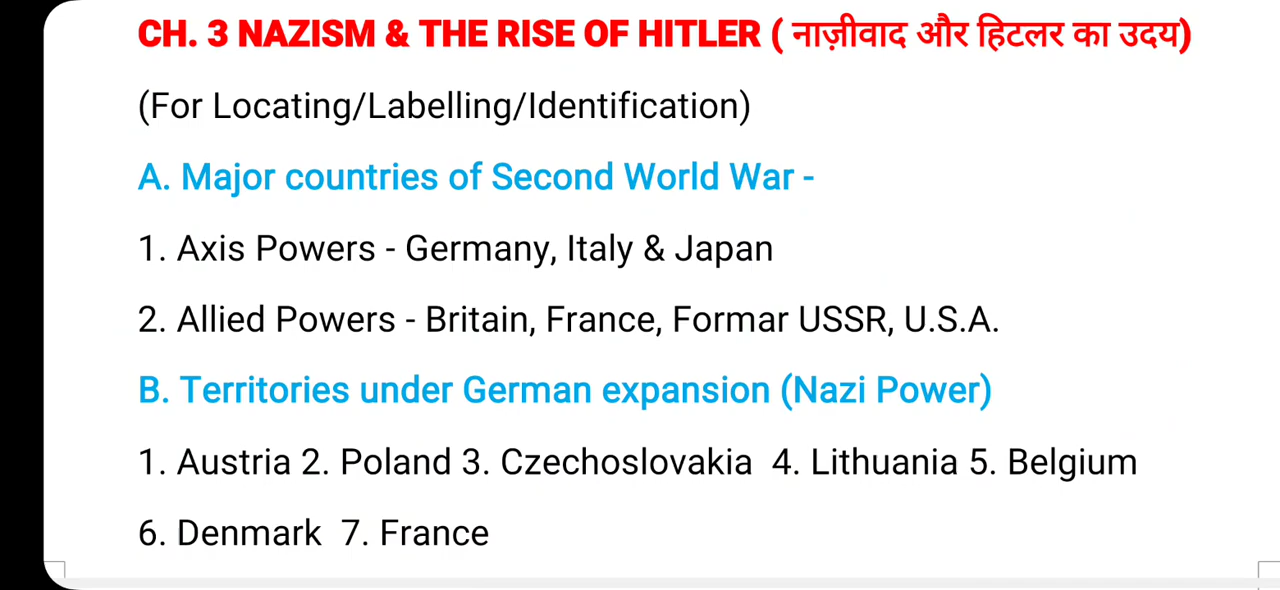 CH. 3 NAZISM & THE RISE OF HITLER ( नाज़ीवाद और हिटलर का उदय)
(For Locating/Labelling/Identification)
A. Major countries of Second World War -
1. Axis Powers - Germany, Italy & Japan
2. Allied Powers - Britain, France, Formar USSR, U.S.A.
B. Territories under German expansion (Nazi Power)
1. Austria 2. Poland 3. Czechoslovakia 4. Lithuania 5. Belgium
6. Denmark 7. France